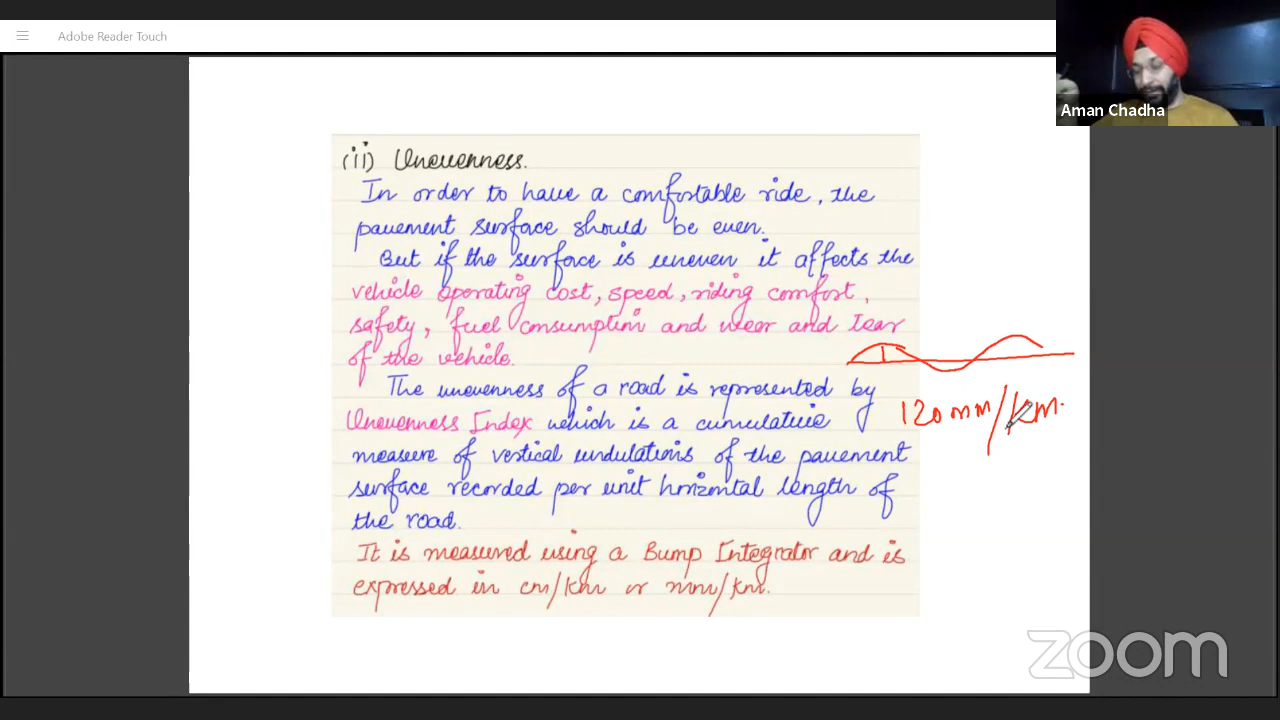 Adobe Reader Touch
Aman Chadha
(ii) Unevenness.
In order to have a comfortable ride, the
pavement surface should be even.
But if the surface is uneven it affects the
vehicle operating cost, speed, riding comfort,
safety, fuel consumption and wear and tear
of the vehicle.
The unevenness of a road is represented by
Unevenness Index which is a cumulative
measure of vertical undulations of the pavement
surface recorded per unit horizontal length of
the road.
It is measured using a Bump Integrator and is
expressed in cm/km or mm/km.
120 mm/km.
zoom